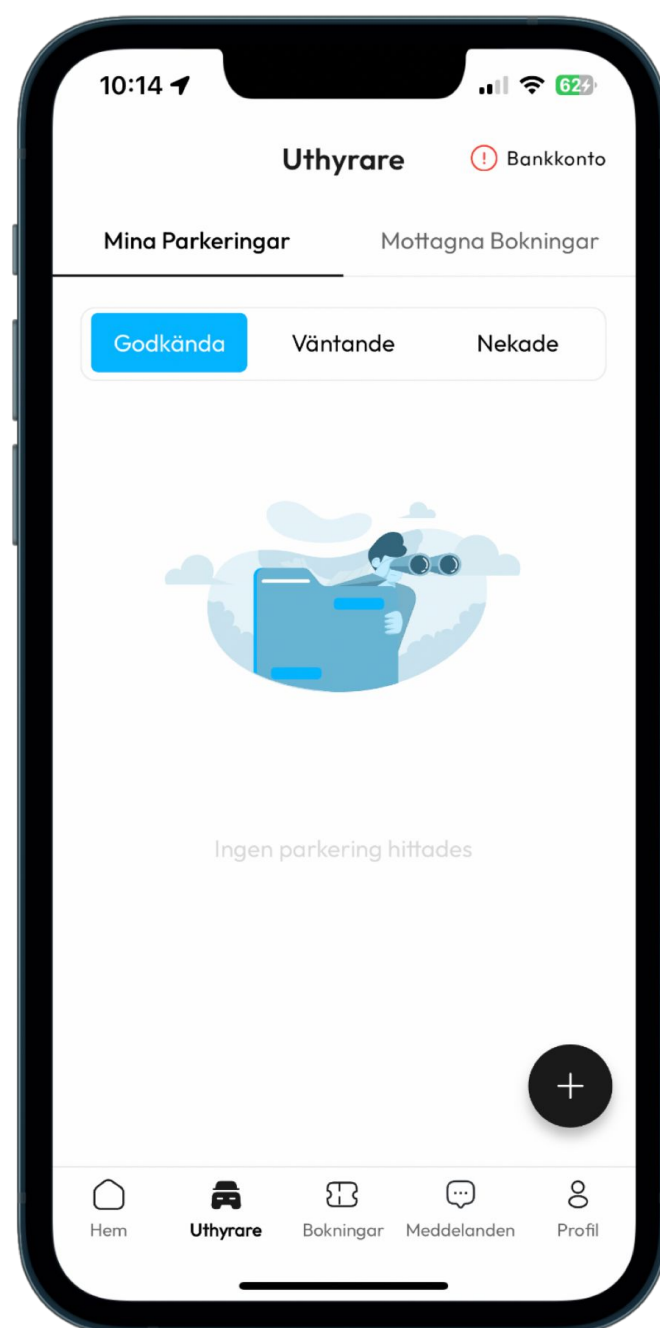 10:14
62
Uthyrare
! Bankkonto
Mina Parkeringar Mottagna Bokningar
Godkända Väntande Nekade
Ingen parkering hittades
+
Hem Uthyrare Bokningar Meddelanden Profil